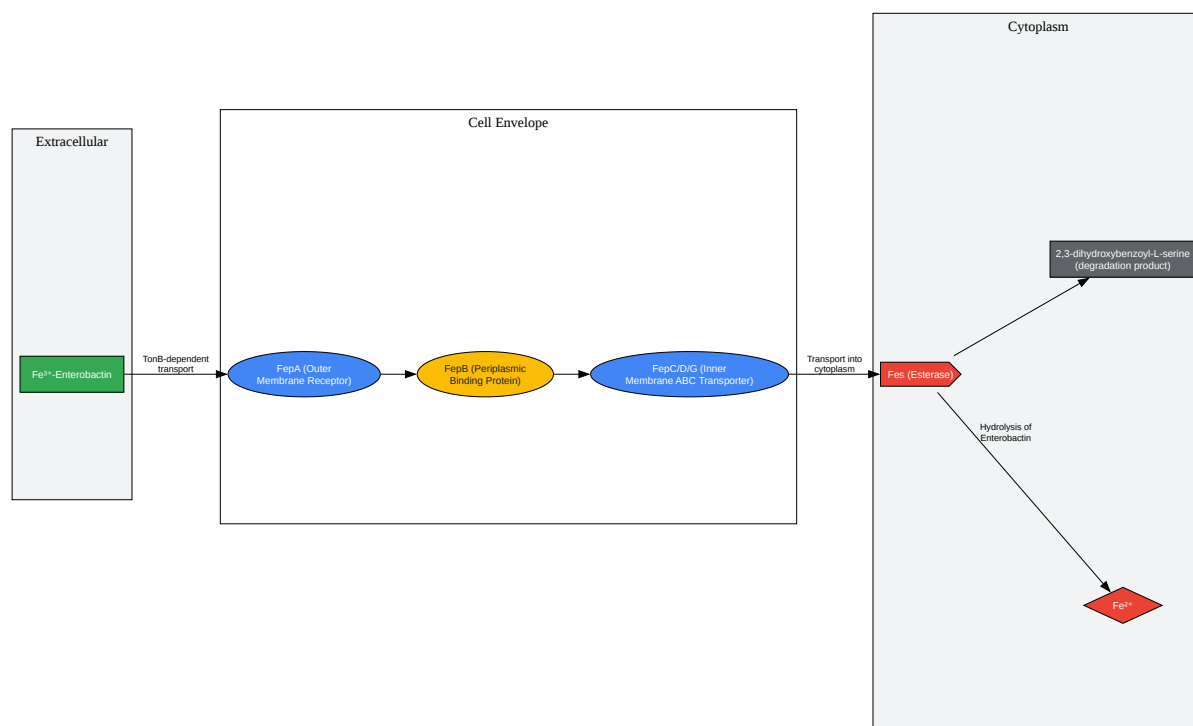 Extracellular
Fe³⁺-Enterobactin
TonB-dependent
transport
Cell Envelope
FepA (Outer
Membrane Receptor)
FepB (Periplasmic
Binding Protein)
FepC/D/G (Inner
Membrane ABC Transporter)
Transport into
cytoplasm
Cytoplasm
Fes (Esterase)
2,3-dihydroxybenzoyl-L-serine
(degradation product)
Hydrolysis of
Enterobactin
Fe²⁺